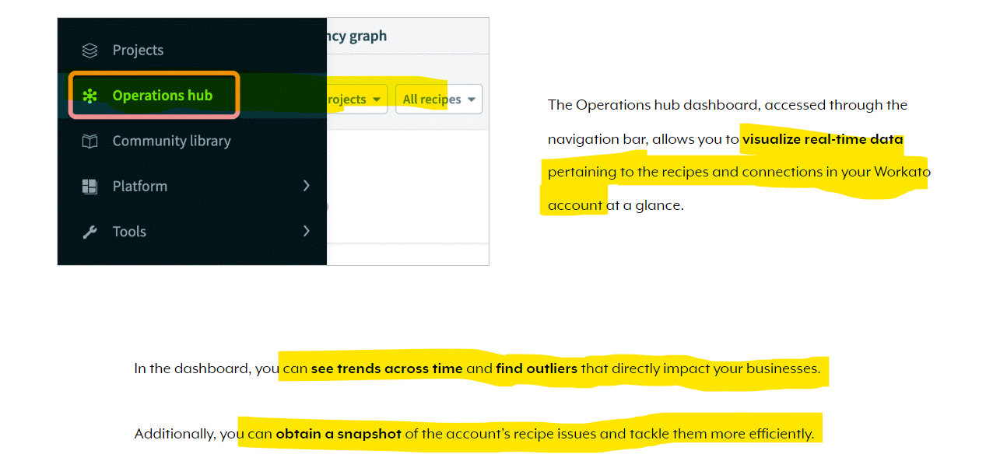 Projects
Operations hub
Community library
Platform
Tools
ncy graph
rojects
All recipes
The Operations hub dashboard, accessed through the
navigation bar, allows you to visualize real-time data
pertaining to the recipes and connections in your Workato
account at a glance.
In the dashboard, you can see trends across time and find outliers that directly impact your businesses.
Additionally, you can obtain a snapshot of the account's recipe issues and tackle them more efficiently.